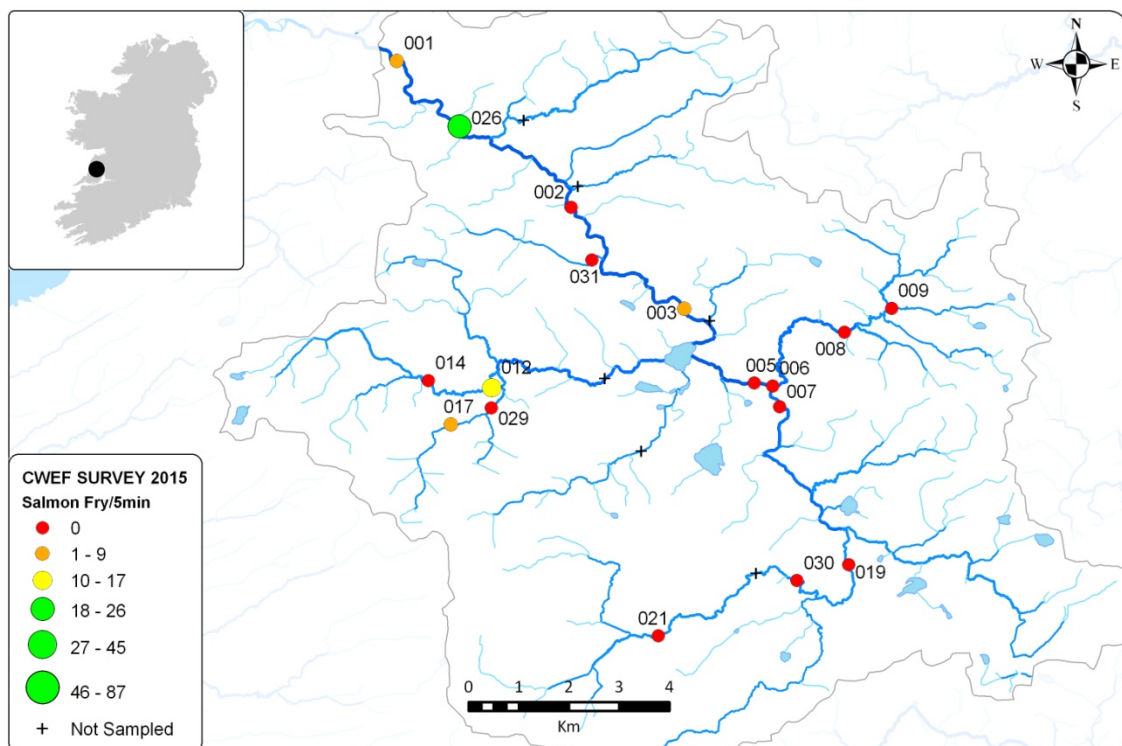 N
W E
S
001
026
002
031
003
009
008
005 006
007
014
012
017
029
030
019
021
CWEF SURVEY 2015
Salmon Fry/5min
0
1 - 9
10 - 17
18 - 26
27 - 45
46 - 87
+ Not Sampled
0 1 2 3 4
Km